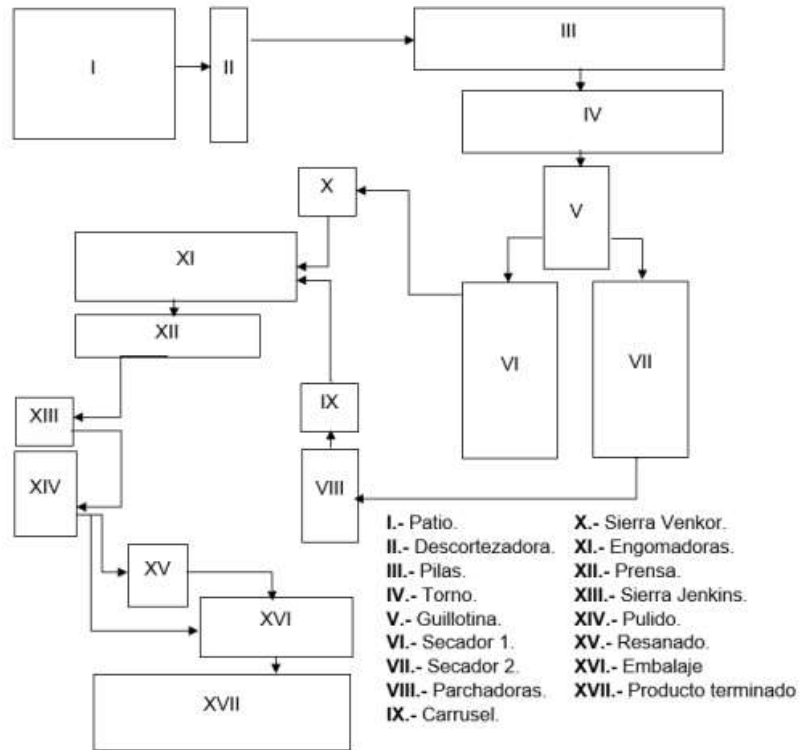 I
II
III
IV
V
X
XI
XII
VI
VII
IX
XIII
VIII
XIV
XV
XVI
XVII
I.- Patio.
II.- Descortezadora.
III.- Pilas.
IV.- Torno.
V.- Guillotina.
VI.- Secador 1.
VII.- Secador 2.
VIII.- Parchadoras.
IX.- Carrusel.
X.- Sierra Venkor.
XI.- Engomadoras.
XII.- Prensa.
XIII.- Sierra Jenkins.
XIV.- Pulido.
XV.- Resanado.
XVI.- Embalaje
XVII.- Producto terminado